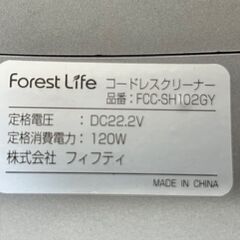 Forest Life コードレスクリーナー
品番：FCC-SH102GY
定格電圧：DC22.2V
定格消費電力：120W
株式会社 フィフティ
MADE IN CHINA